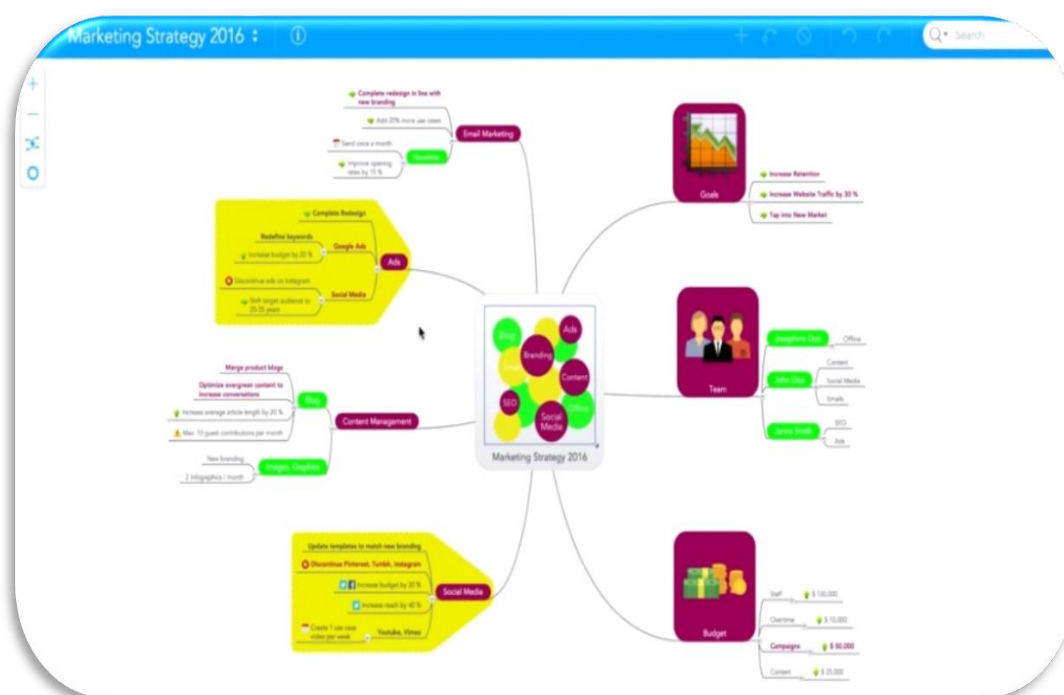 Marketing Strategy 2016
Search
Complete redesign in line with
new branding
Add 20% more use cases
Email Marketing
Send once a month
Newsletter
Improve opening
rates by 15 %
Complete Redesign
Redefine keywords
Google Ads
Increase budget by 20 %
Ads
Discontinue ads on Instagram
Social Media
Shift target audience to
20-25 years
Merge product blogs
Optimize evergreen content to
increase conversations
Blog
Increase average article length by 20 %
Content Management
Max. 10 guest contributions per month
New branding
Images, Graphics
2 Infographics / month
Update templates to match new branding
Discontinue Pinterest, Tumblr, Instagram
Increase budget by 30 %
Social Media
Increase reach by 40 %
Create 1 use case
video per week
Youtube, Vimeo
Blog
Ads
Branding
Email
Content
SEO
Social
Media
Offline
Marketing Strategy 2016
Goals
Increase Retention
Increase Website Traffic by 30 %
Tap into New Market
Team
Josephine Doe
Offline
John Doe
Content
Social Media
Emails
Jenna Smith
SEO
Ads
Budget
Staff
$ 130,000
Overtime
$ 10,000
Campaigns
$ 50,000
Content
$ 25,000